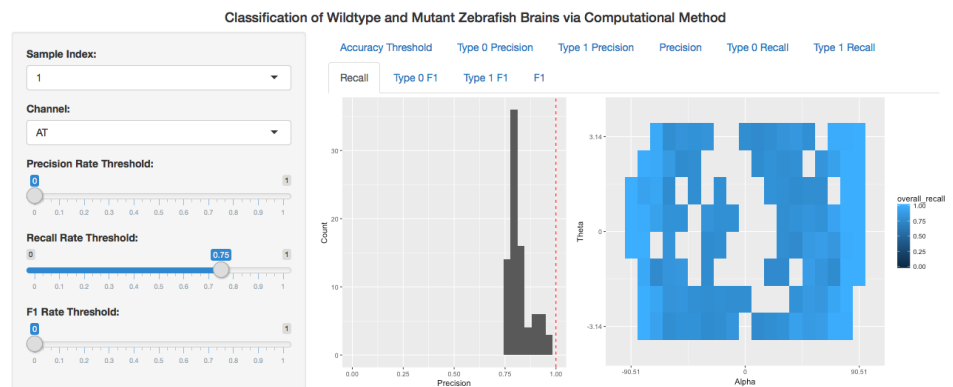 Classification of Wildtype and Mutant Zebrafish Brains via Computational Method
Sample Index:
1
Channel:
AT
Precision Rate Threshold:
0 1
0 0.1 0.2 0.3 0.4 0.5 0.6 0.7 0.8 0.9 1
Recall Rate Threshold:
0 0.75 1
0 0.1 0.2 0.3 0.4 0.5 0.6 0.7 0.8 0.9 1
F1 Rate Threshold:
0 1
0 0.1 0.2 0.3 0.4 0.5 0.6 0.7 0.8 0.9 1
Accuracy Threshold Type 0 Precision Type 1 Precision Precision Type 0 Recall Type 1 Recall
Recall Type 0 F1 Type 1 F1 F1
Count
30
20
10
0
0.00 0.25 0.50 0.75 1.00
Precision
Theta
3.14
0
-3.14
-90.51 0 90.51
Alpha
overall_recall
1.00
0.75
0.50
0.25
0.00